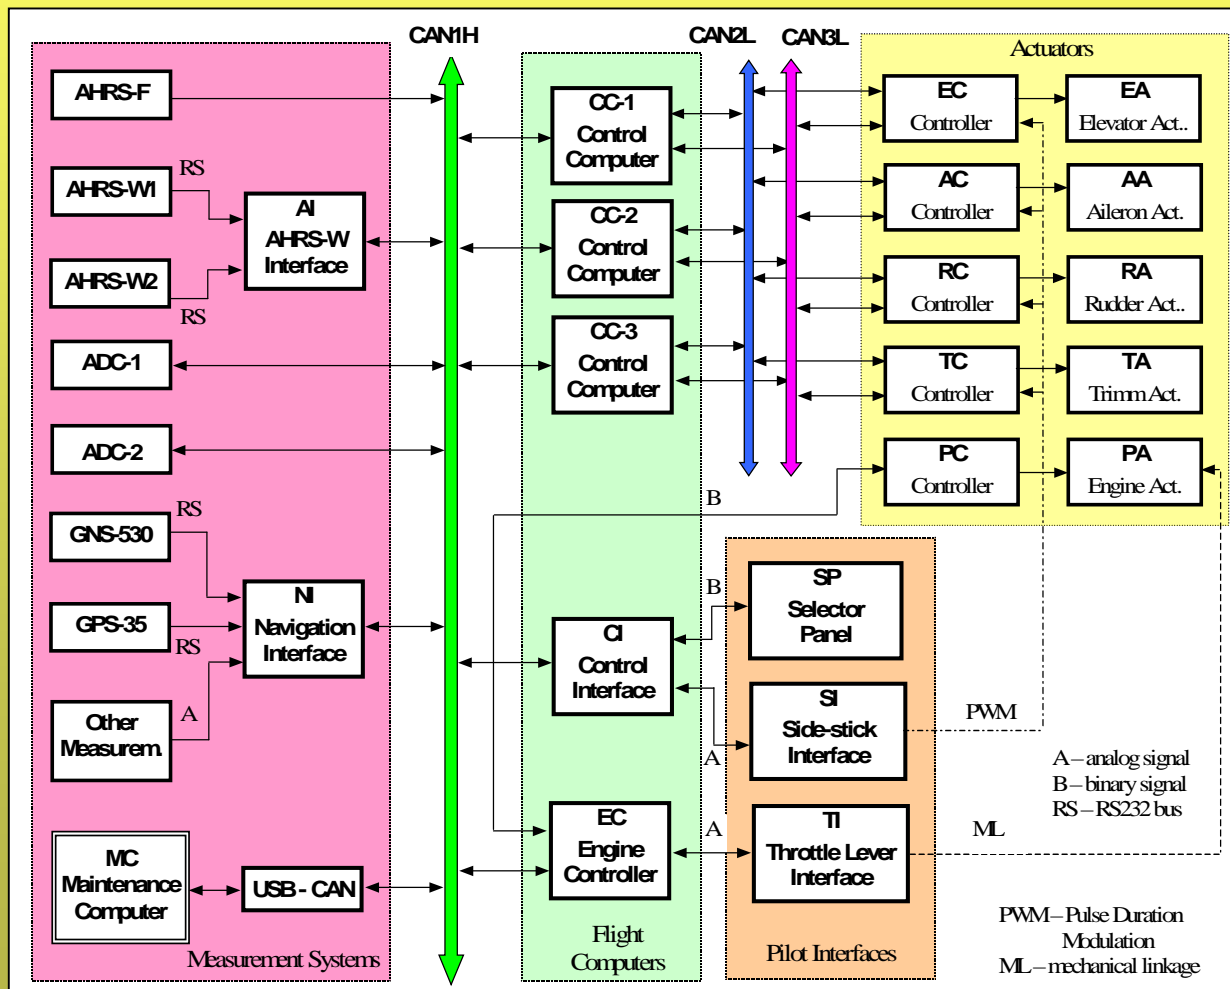 CAN1H
CAN2L
CAN3L
Actuators
AHRS-F
RS
AHRS-W1
AI
AHRS-W
Interface
AHRS-W2
RS
ADC-1
ADC-2
RS
GNS-530
GPS-35
RS
NI
Navigation
Interface
Other
Measurem.
A
MC
Maintenance
Computer
USB - CAN
Measurement Systems
CC-1
Control
Computer
CC-2
Control
Computer
CC-3
Control
Computer
B
CI
Control
Interface
EC
Engine
Controller
Flight
Computers
B
A
A
SP
Selector
Panel
SI
Side-stick
Interface
TI
Throttle Lever
Interface
Pilot Interfaces
EC
Controller
EA
Elevator Act..
AC
Controller
AA
Aileron Act.
RC
Controller
RA
Rudder Act..
TC
Controller
TA
Trimm Act.
PC
Controller
PA
Engine Act.
PWM
A – analog signal
B – binary signal
RS – RS232 bus
ML
PWM – Pulse Duration
Modulation
ML – mechanical linkage